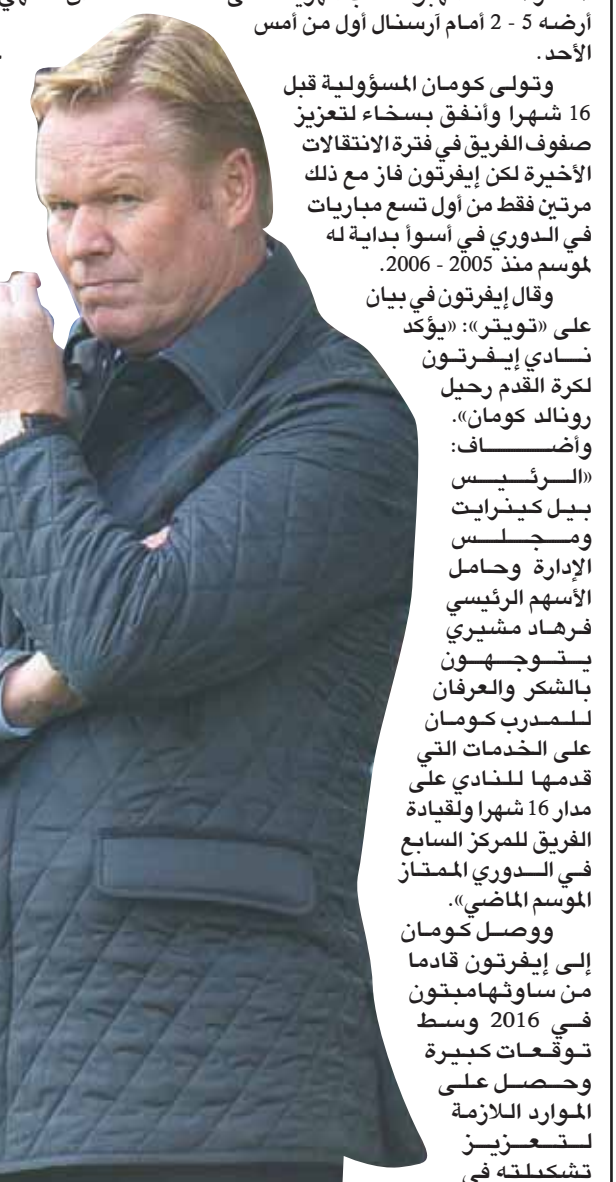 أرضه 5 - 2 أمام آرسنال أول من أمس
الأحد.
وتولى كومان المسؤولية قبل
16 شهرا وأنفق بسخاء لتعزيز
صفوف الفريق في فترة الانتقالات
الأخيرة لكن إيفرتون فاز مع ذلك
مرتين فقط من أول تسع مباريات
في الدوري في أسوأ بداية له
لموسم منذ 2005 - 2006.
وقال إيفرتون في بيان
على «تويتر»: «يؤكد
نادي إيفرتون
لكرة القدم رحيل
رونالد كومان».
وأضاف:
«الرئيس
بيل كينرايت
ومجلس
الإدارة وحامل
الأسهم الرئيسي
فرهاد مشيري
يتوجهون
بالشكر والعرفان
للمدرب كومان
على الخدمات التي
قدمها للنادي على
مدار 16 شهرا ولقيادة
الفريق للمركز السابع
في الدوري الممتاز
الموسم الماضي».
ووصل كومان
إلى إيفرتون قادما
من ساوثهامبتون
في 2016 وسط
توقعات كبيرة
وحصل على
الموارد اللازمة
لتعزيز
تشكيلته في